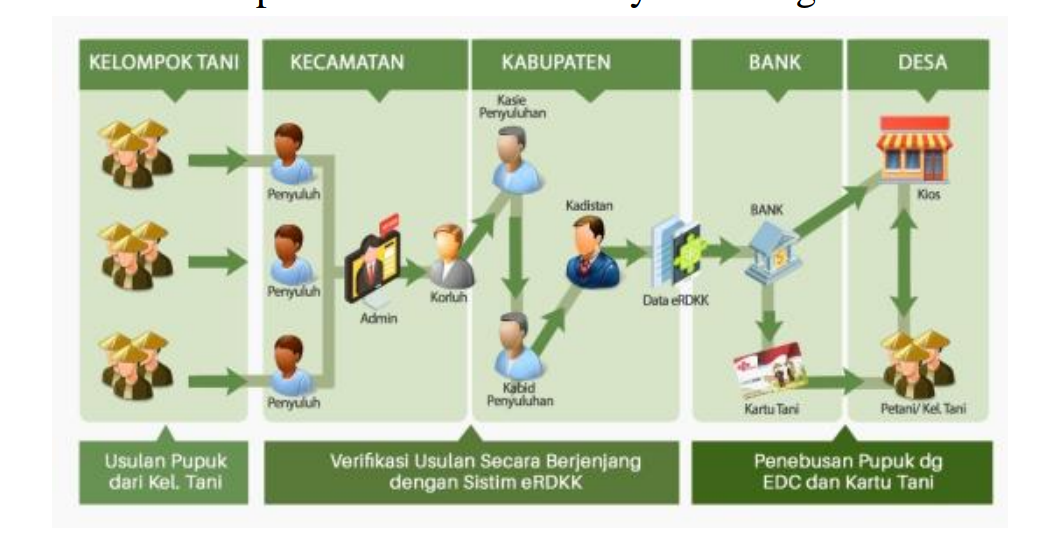 KELOMPOK TANI
KECAMATAN
KABUPATEN
BANK
DESA
Kasie
Penyuluhan
Penyuluh
Kadistan
BANK
Kios
Penyuluh
Admin
Korluh
Data eRDKK
Penyuluh
Kabid
Penyuluhan
Kartu Tani
Petani/ Kel. Tani
Usulan Pupuk
dari Kel. Tani
Verifikasi Usulan Secara Berjenjang
dengan Sistim eRDKK
Penebusan Pupuk dg
EDC dan Kartu Tani